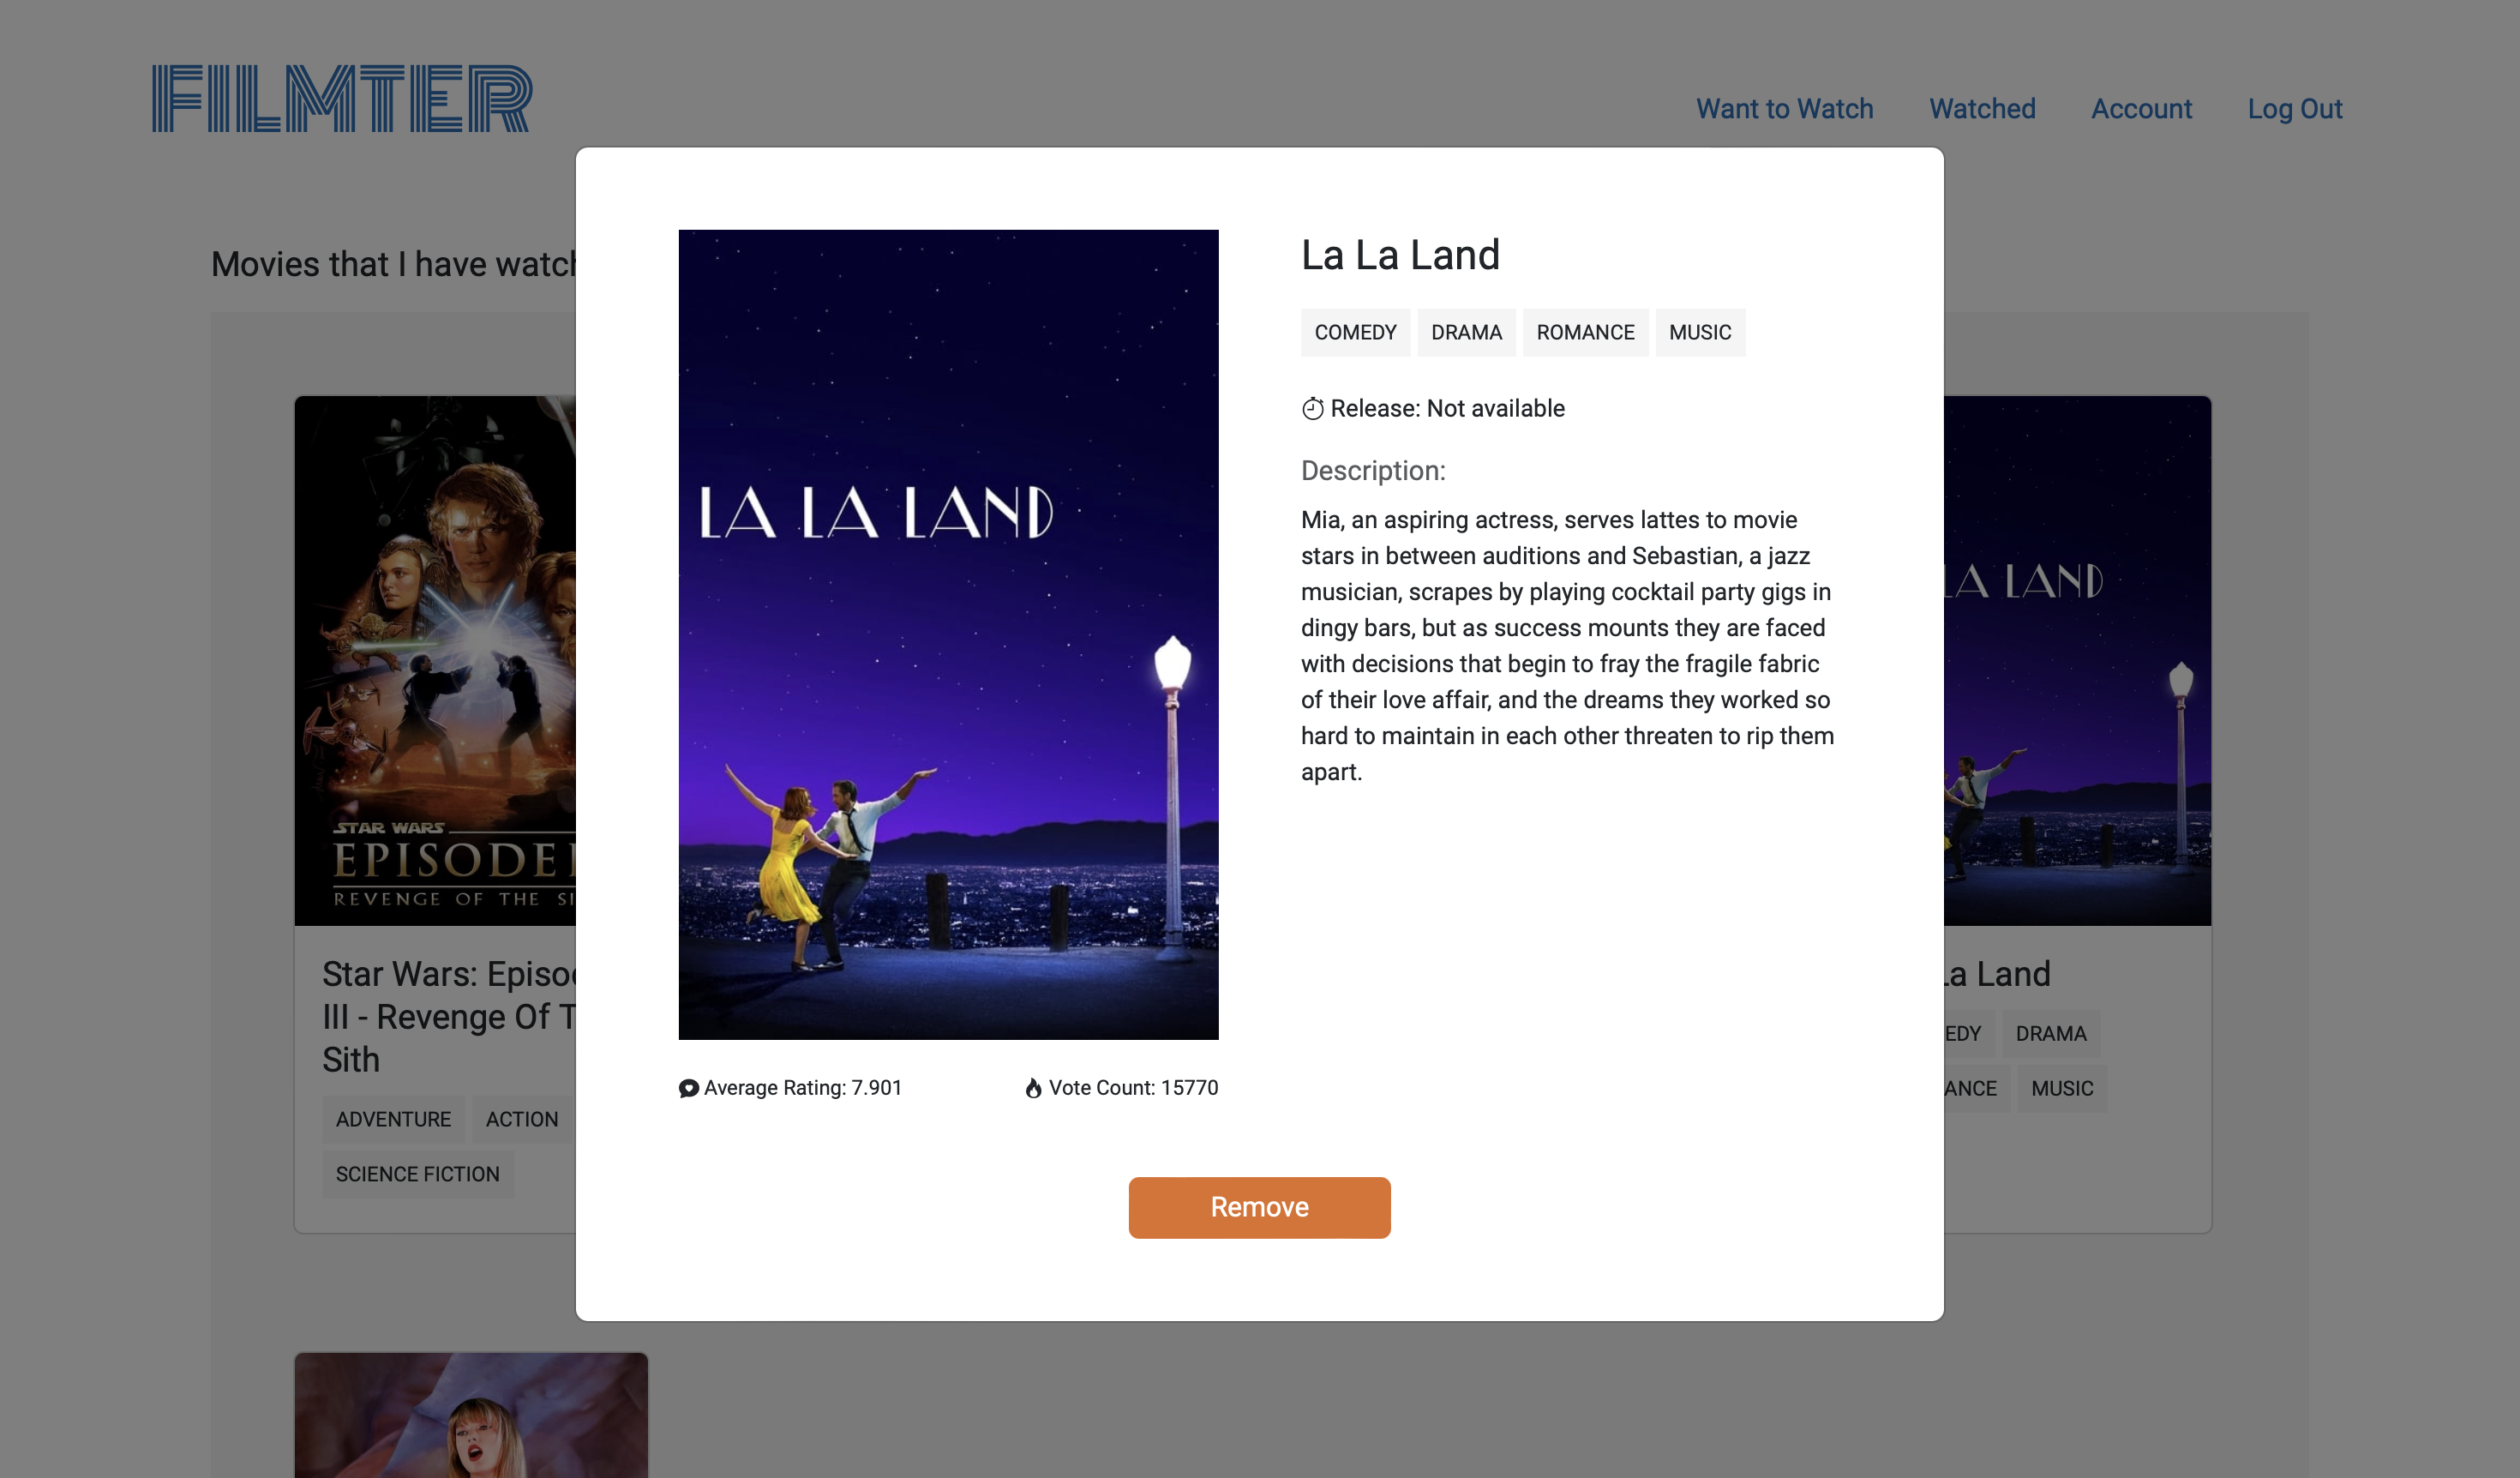 FILMTER
Want to Watch Watched Account Log Out
Movies that I have
La La Land
COMEDY DRAMA ROMANCE MUSIC
Release: Not available
Description:
Mia, an aspiring actress, serves lattes to movie
stars in between auditions and Sebastian, a jazz
musician, scrapes by playing cocktail party gigs in
dingy bars, but as success mounts they are faced
with decisions that begin to fray the fragile fabric
of their love affair, and the dreams they worked so
hard to maintain in each other threaten to rip them
apart.
LA LA LAND
Average Rating: 7.901
Vote Count: 15770
Remove
STAR WARS
EPISODE
REVENGE OF THE
Star Wars:
III - Revenge Of
Sith
ADVENTURE ACTION
SCIENCE FICTION
LA LAND
La Land
DRAMA
MUSIC